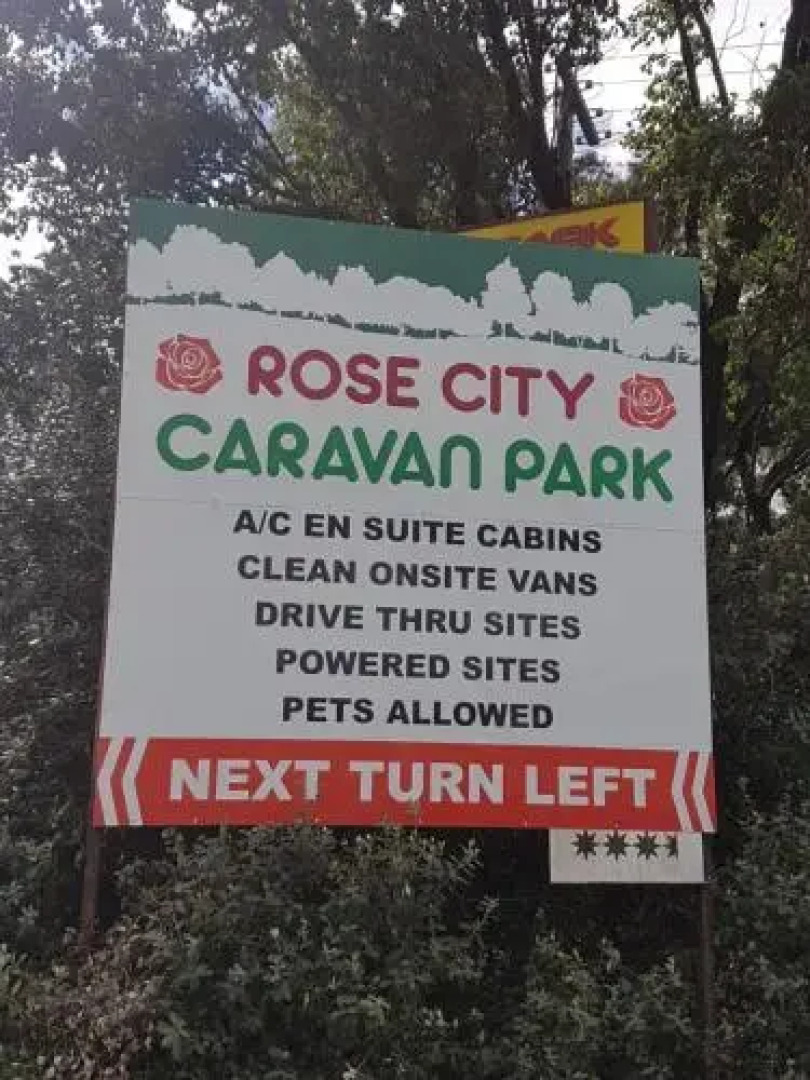 ROSE CITY
CARAVAN PARK
A/C EN SUITE CABINS
CLEAN ONSITE VANS
DRIVE THRU SITES
POWERED SITES
PETS ALLOWED
NEXT TURN LEFT